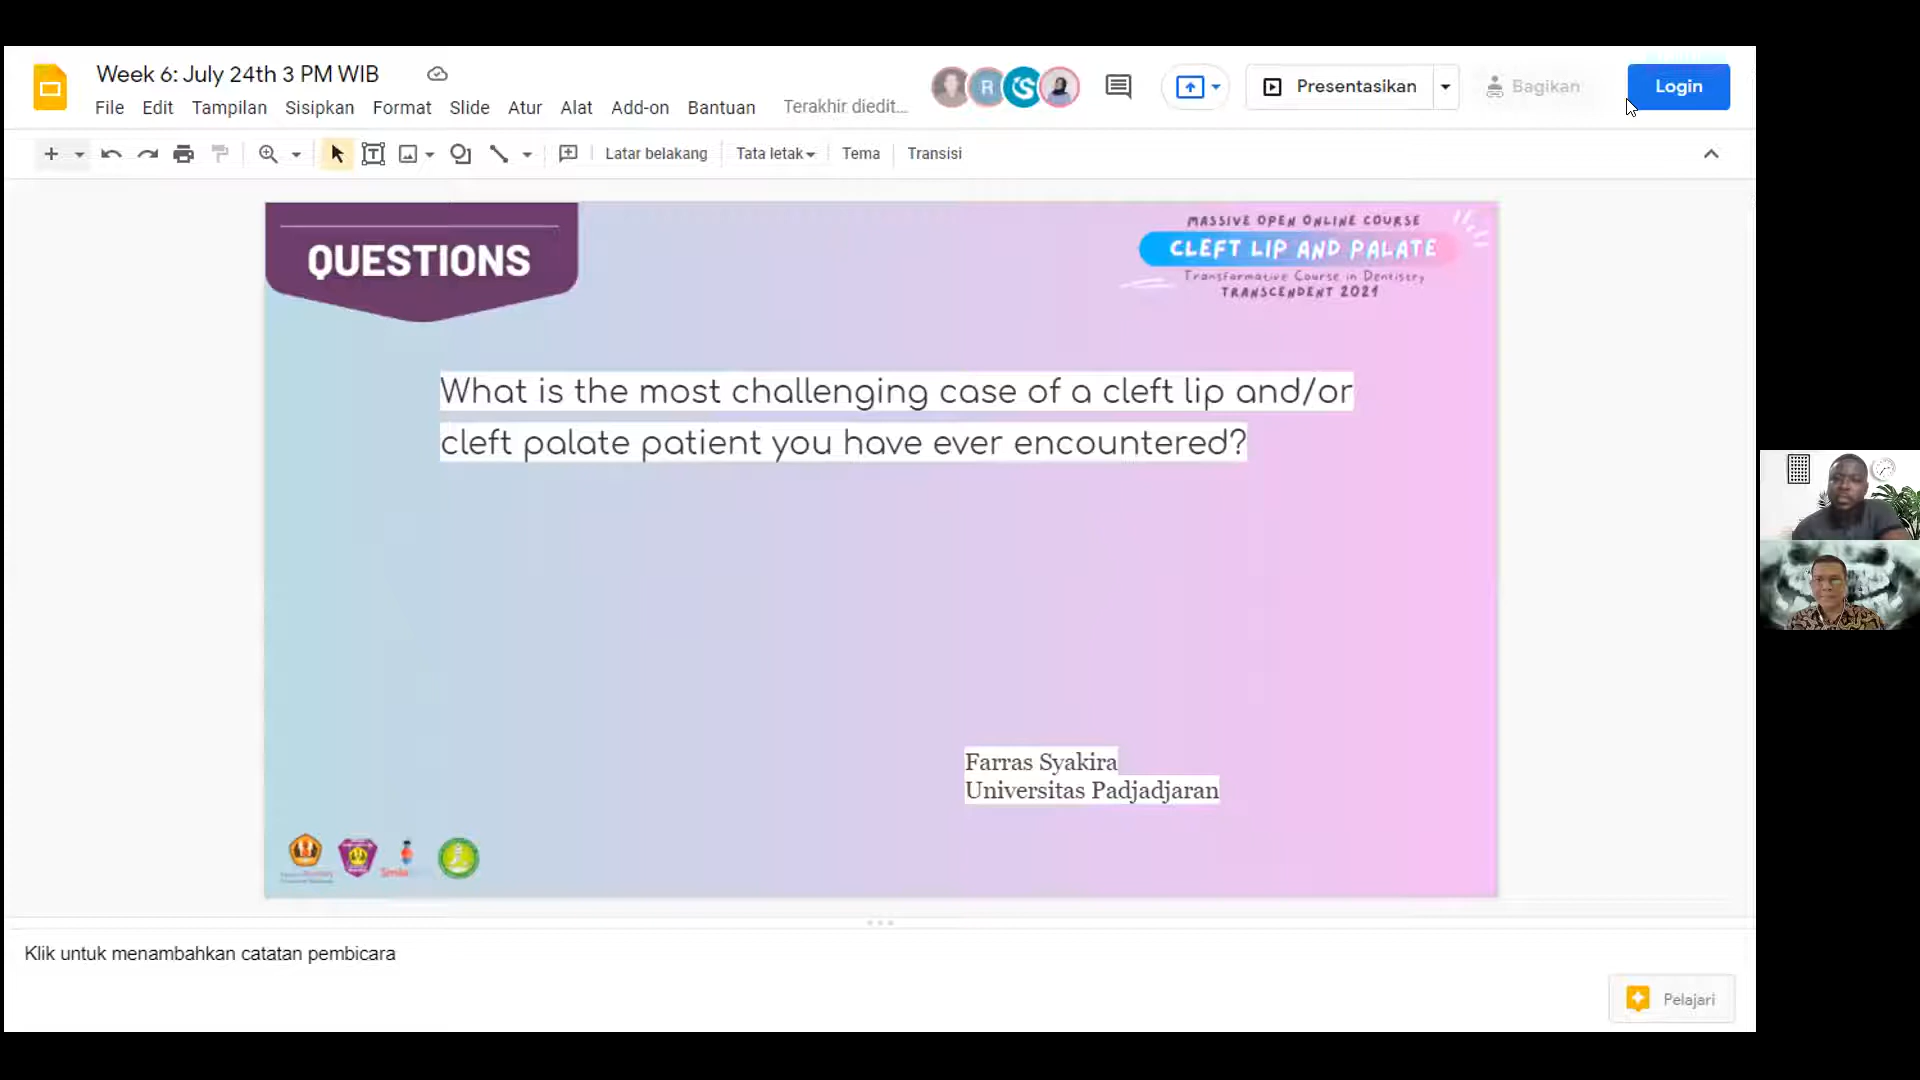 Week 6: July 24th 3 PM WIB
File Edit Tampilan Sisipkan Format Slide Atur Alat Add-on Bantuan Terakhir diedit...
R
Presentasikan
Bagikan
Login
Latar belakang Tata letak Tema Transisi
QUESTIONS
MASSIVE OPEN ONLINE COURSE
CLEFT LIP AND PALATE
Transformative Course in Dentistry
TRANSCENDENT 2021
What is the most challenging case of a cleft lip and/or
cleft palate patient you have ever encountered?
Farras Syakira
Universitas Padjadjaran
Klik untuk menambahkan catatan pembicara
Pelajari